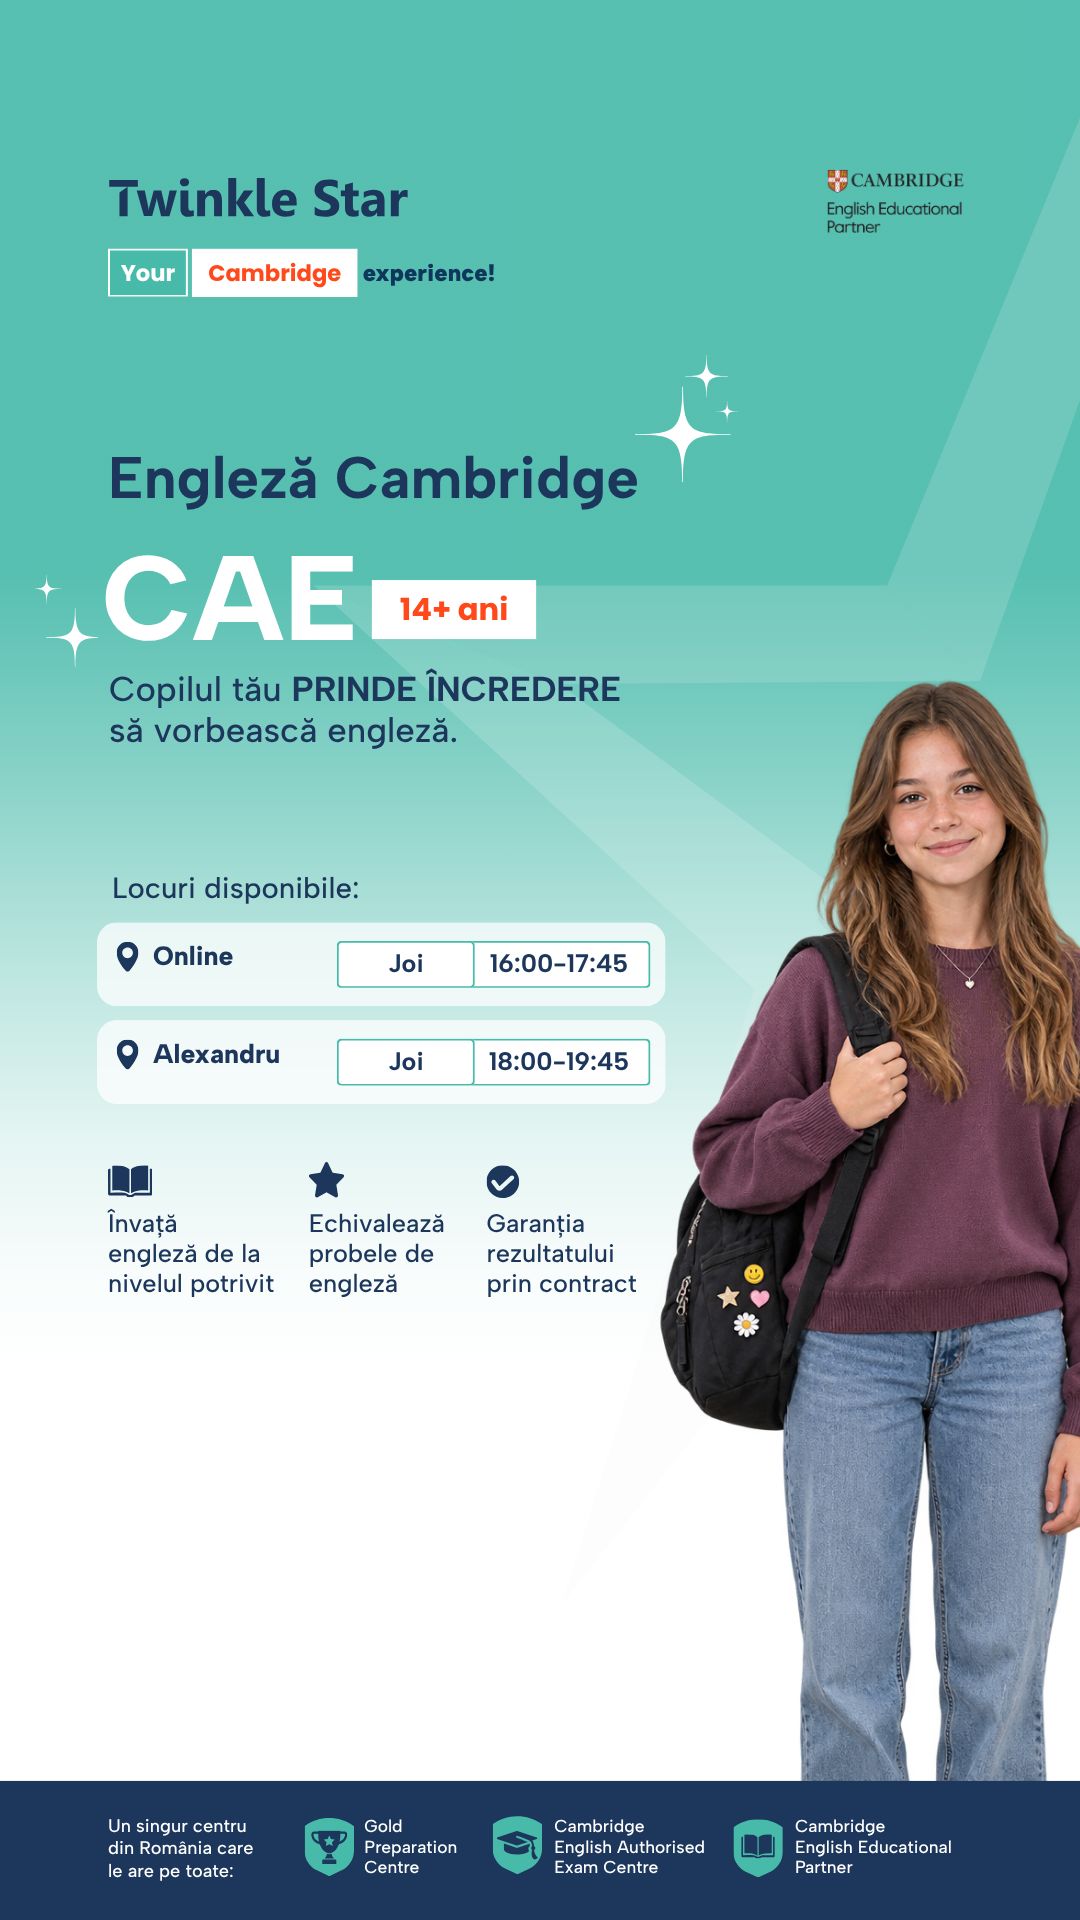 Twinkle Star
Your Cambridge experience!
CAMBRIDGE
English Educational
Partner
Engleză Cambridge
CAE 14+ ani
Copilul tău PRINDE ÎNCREDERE
să vorbească engleză.
Locuri disponibile:
Online Joi 16:00-17:45
Alexandru Joi 18:00-19:45
Învață
engleză de la
nivelul potrivit
Echivalează
probele de
engleză
Garanția
rezultatului
prin contract
Un singur centru
din România care
le are pe toate:
Gold
Preparation
Centre
Cambridge
English Authorised
Exam Centre
Cambridge
English Educational
Partner